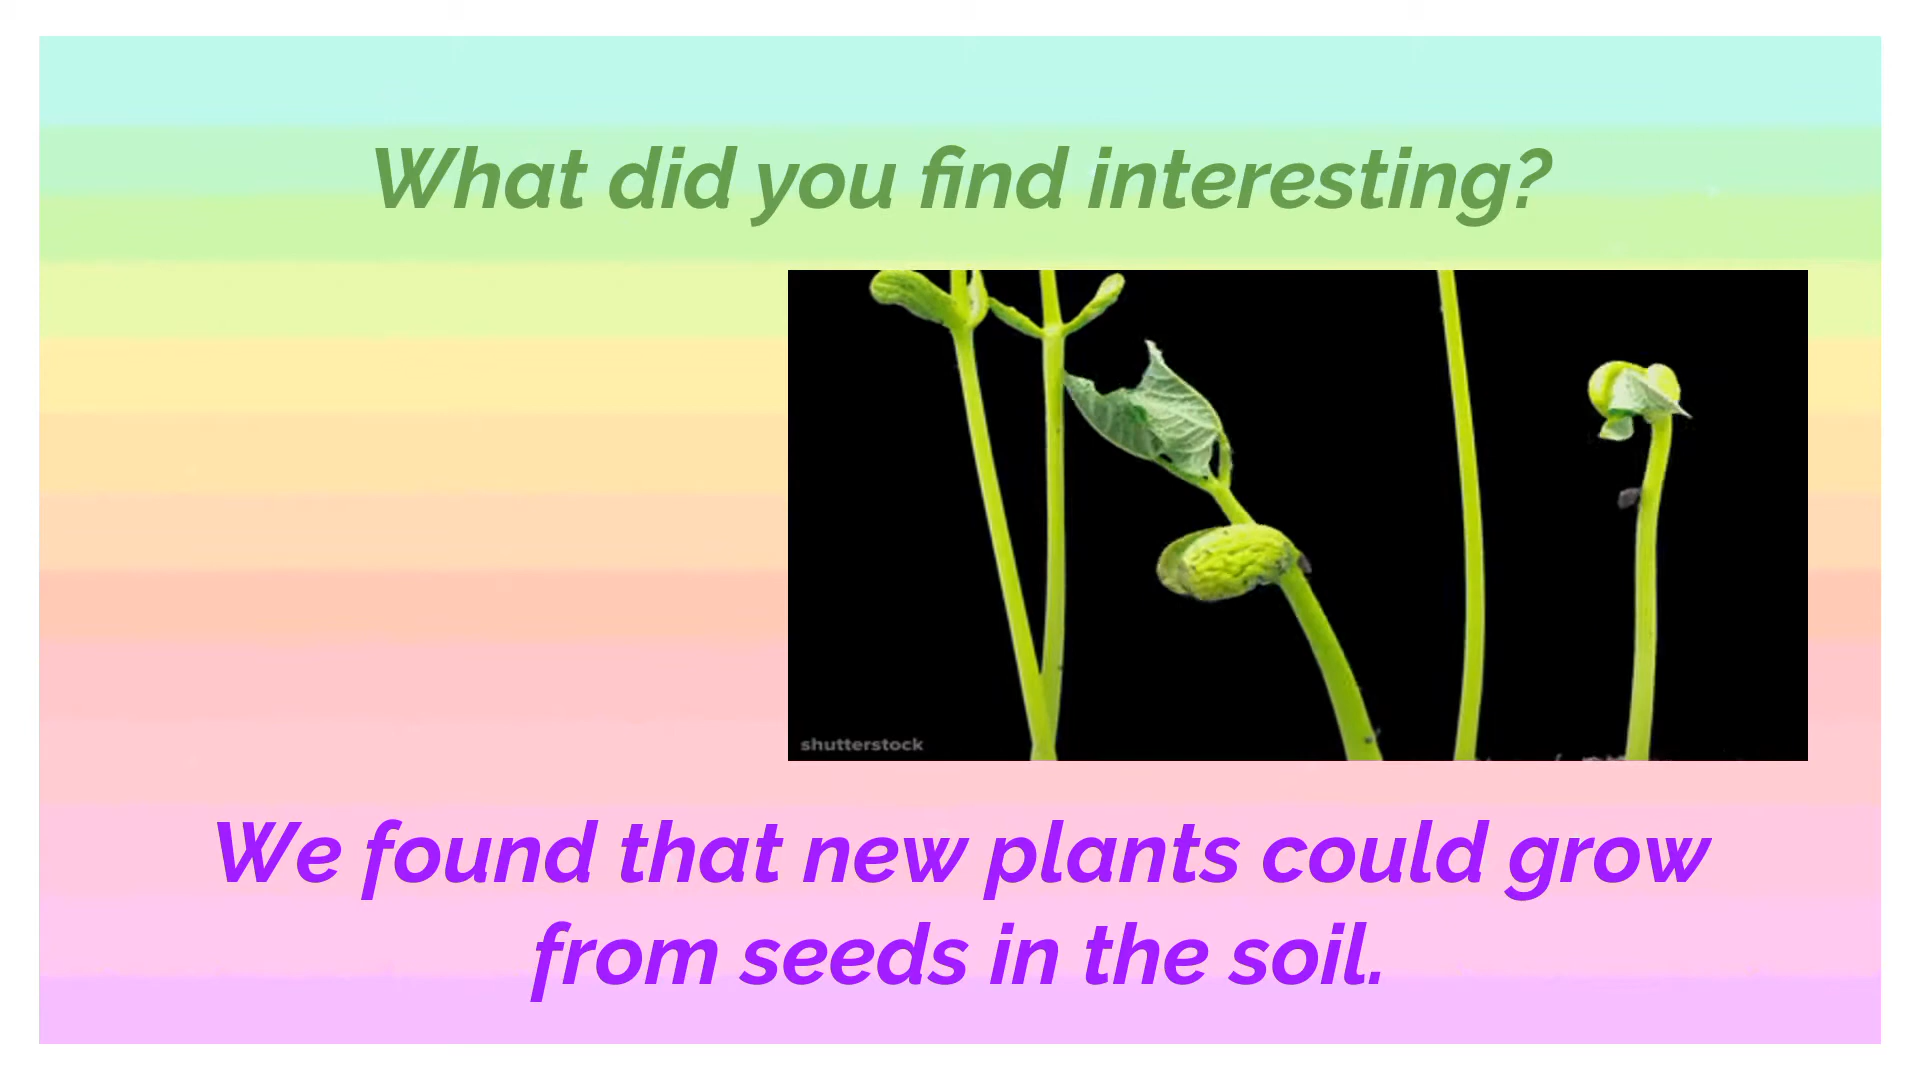 What did you find interesting?
shutterstock
We found that new plants could grow
from seeds in the soil.